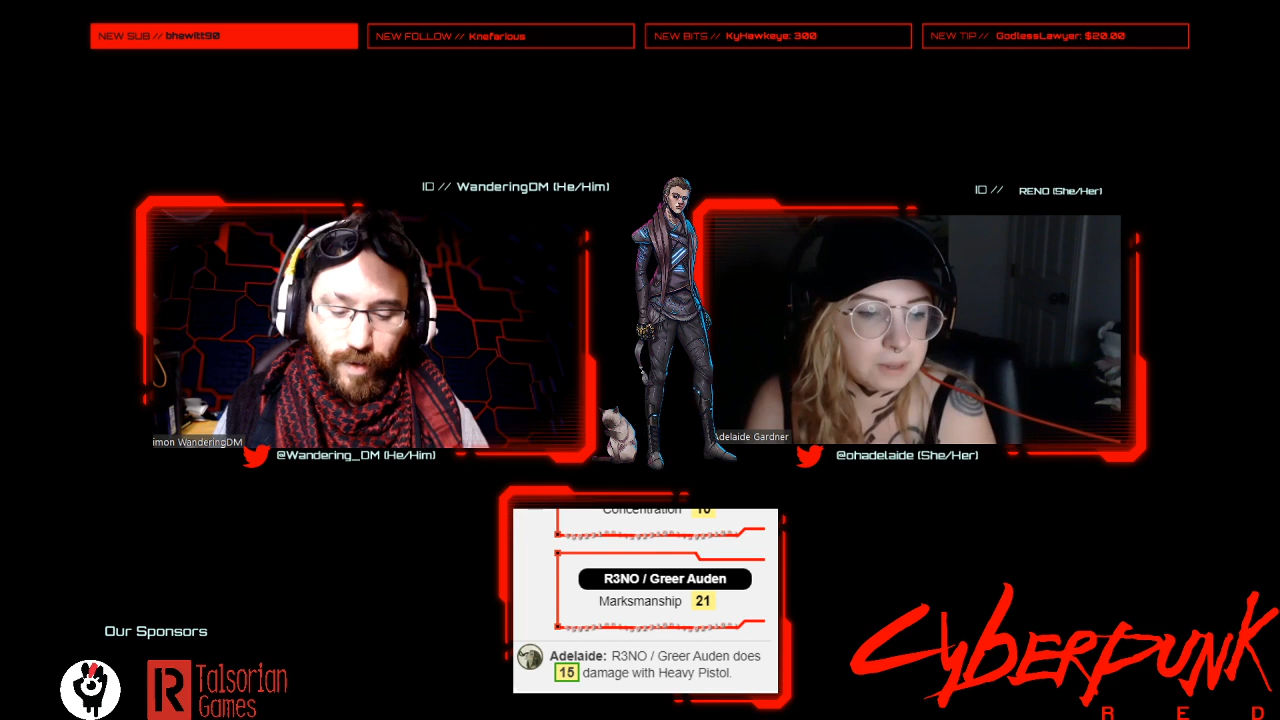 NEW SUB // bhewitt90
NEW FOLLOW // Knefarious
NEW BITS // KyHawkeye: 300
NEW TIP // GodlessLawyer: $20.00
ID // WanderingDM (He/Him)
ID // RENO (She/Her)
imon WanderingDM
Adelaide Gardner
@Wandering_DM (He/Him)
@ohadelaide (She/Her)
Concentration 10
R3NO / Greer Auden
Marksmanship 21
Adelaide: R3NO / Greer Auden does
15 damage with Heavy Pistol.
Our Sponsors
R Talsorian
Games
Cyberpunk
RED